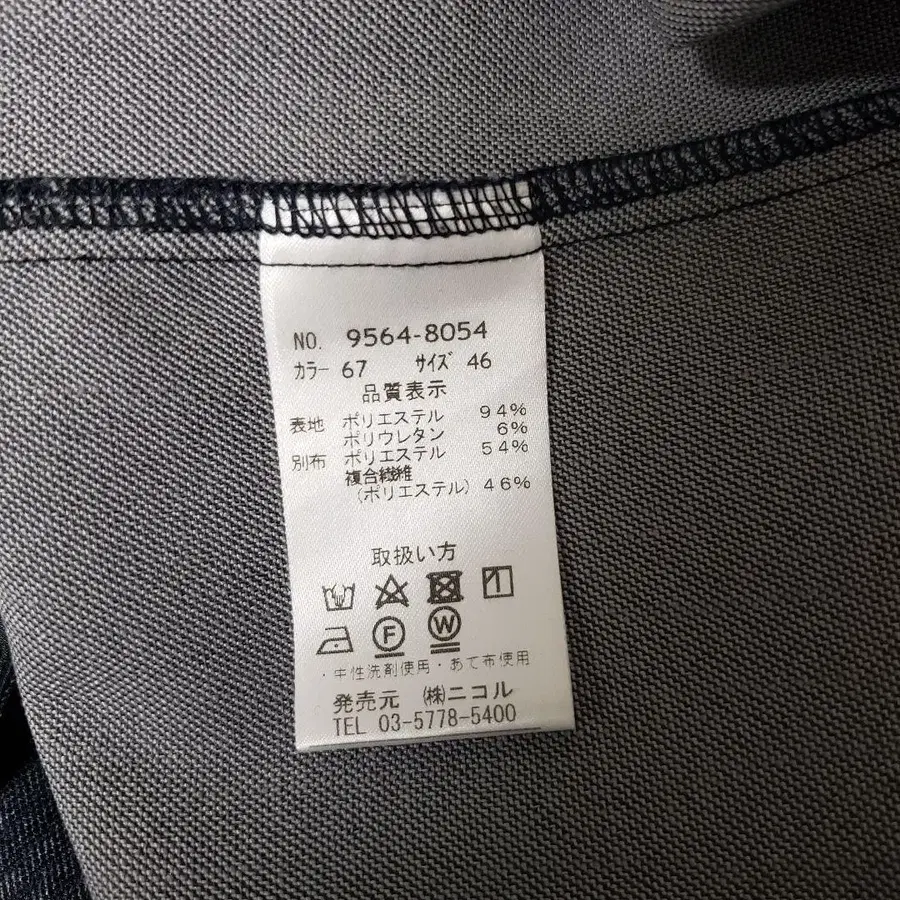 NO. 9564-8054
カラー 67 サイズ 46
品質表示
表地 ポリエステル 94%
ポリウレタン 6%
別布 ポリエステル 54%
複合繊維
(ポリエステル) 46%
取扱い方
F W
・中性洗剤使用・あて布使用
発売元 ㈱ニコル
TEL 03-5778-5400